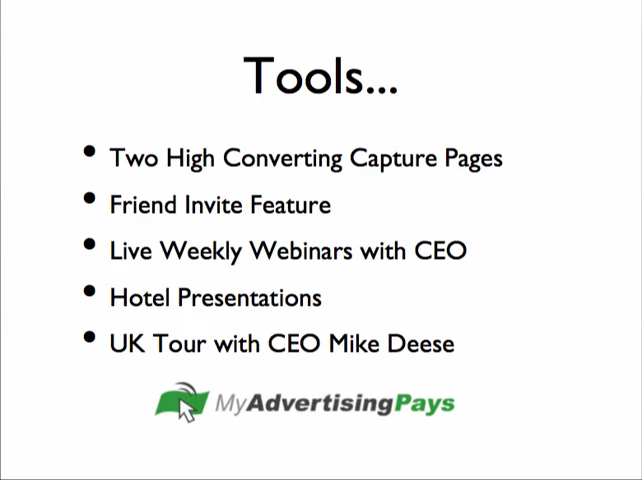 Tools...
• Two High Converting Capture Pages
• Friend Invite Feature
• Live Weekly Webinars with CEO
• Hotel Presentations
• UK Tour with CEO Mike Deese
MyAdvertisingPays